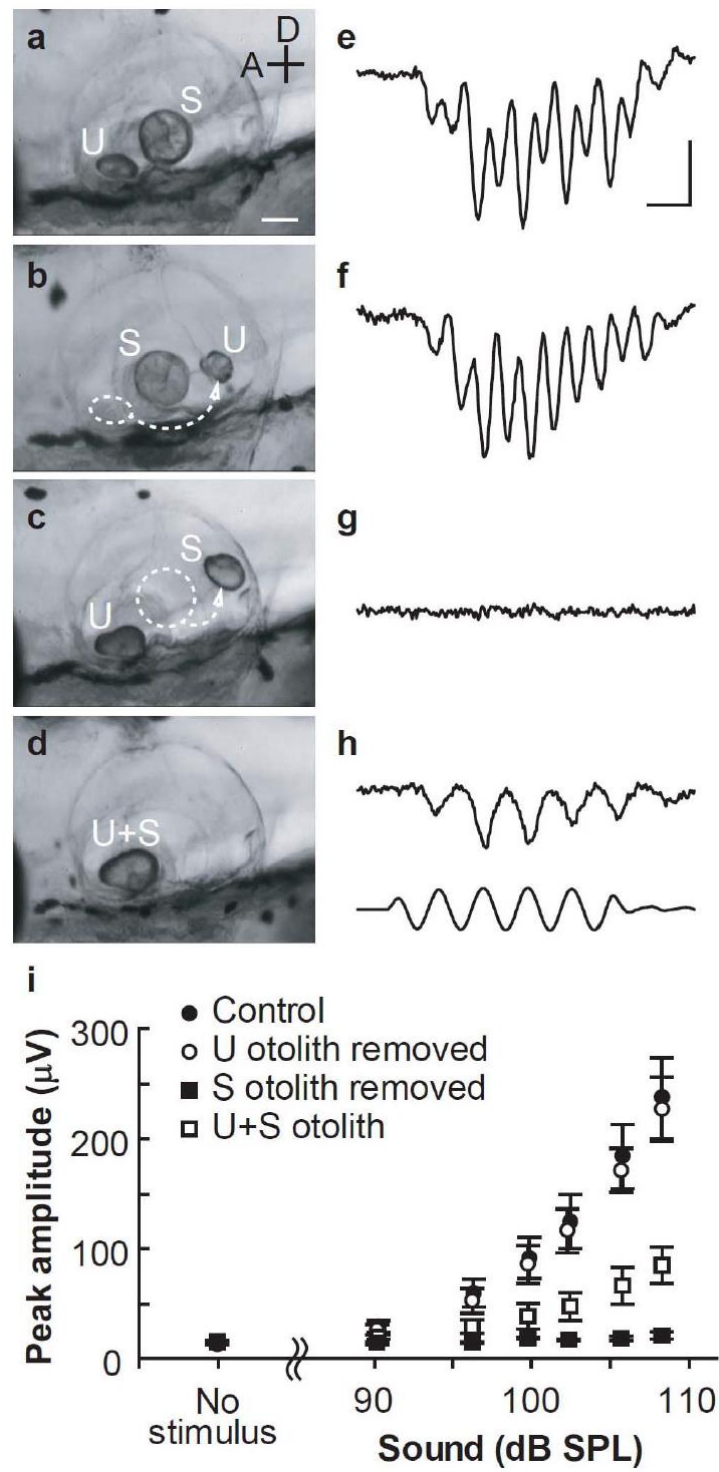 a
D
A
S
U
e
b
S
U
f
c
S
U
g
d
U+S
h
i
● Control
○ U otolith removed
■ S otolith removed
□ U+S otolith
300
200
100
0
Peak amplitude (μV)
No
stimulus
90
100
110
Sound (dB SPL)